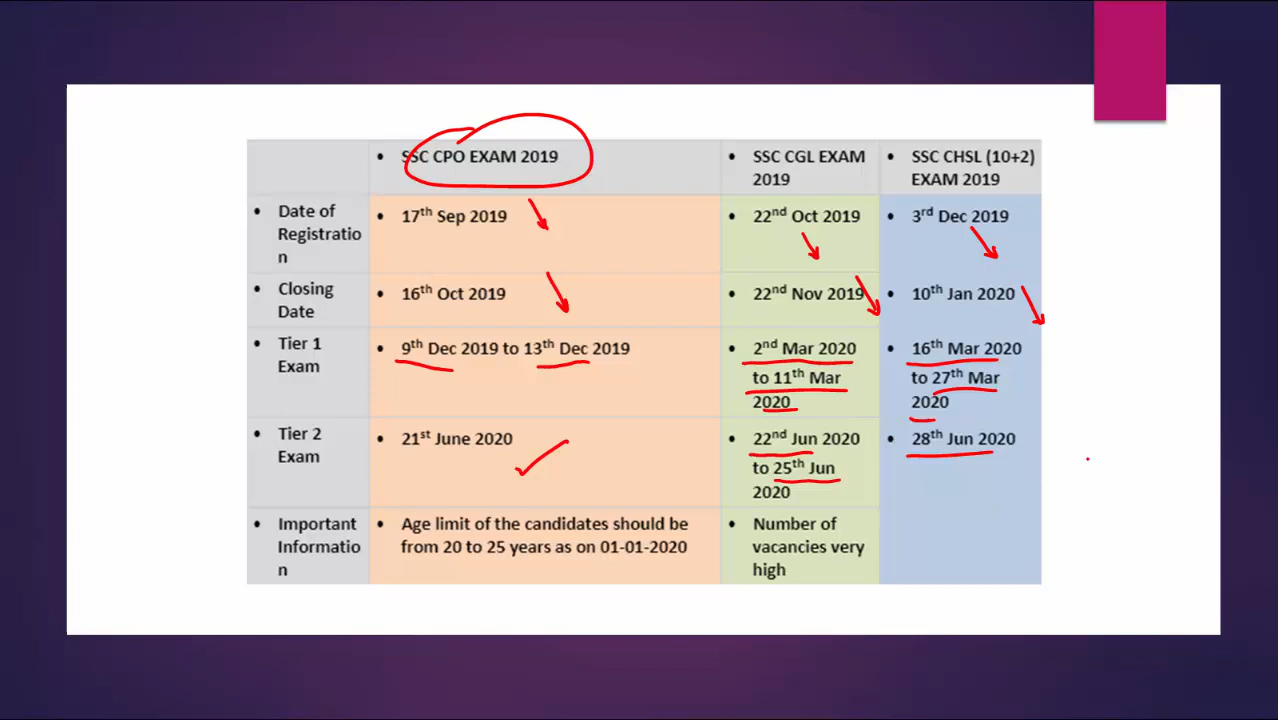 • SSC CPO EXAM 2019
• SSC CGL EXAM
2019
• SSC CHSL (10+2)
EXAM 2019
• Date of
Registratio
n
• 17th Sep 2019
• 22nd Oct 2019
• 3rd Dec 2019
• Closing
Date
• 16th Oct 2019
• 22nd Nov 2019
• 10th Jan 2020
• Tier 1
Exam
• 9th Dec 2019 to 13th Dec 2019
• 2nd Mar 2020
to 11th Mar
2020
• 16th Mar 2020
to 27th Mar
2020
• Tier 2
Exam
• 21st June 2020
• 22nd Jun 2020
to 25th Jun
2020
• 28th Jun 2020
• Important
Informatio
n
• Age limit of the candidates should be
from 20 to 25 years as on 01-01-2020
• Number of
vacancies very
high